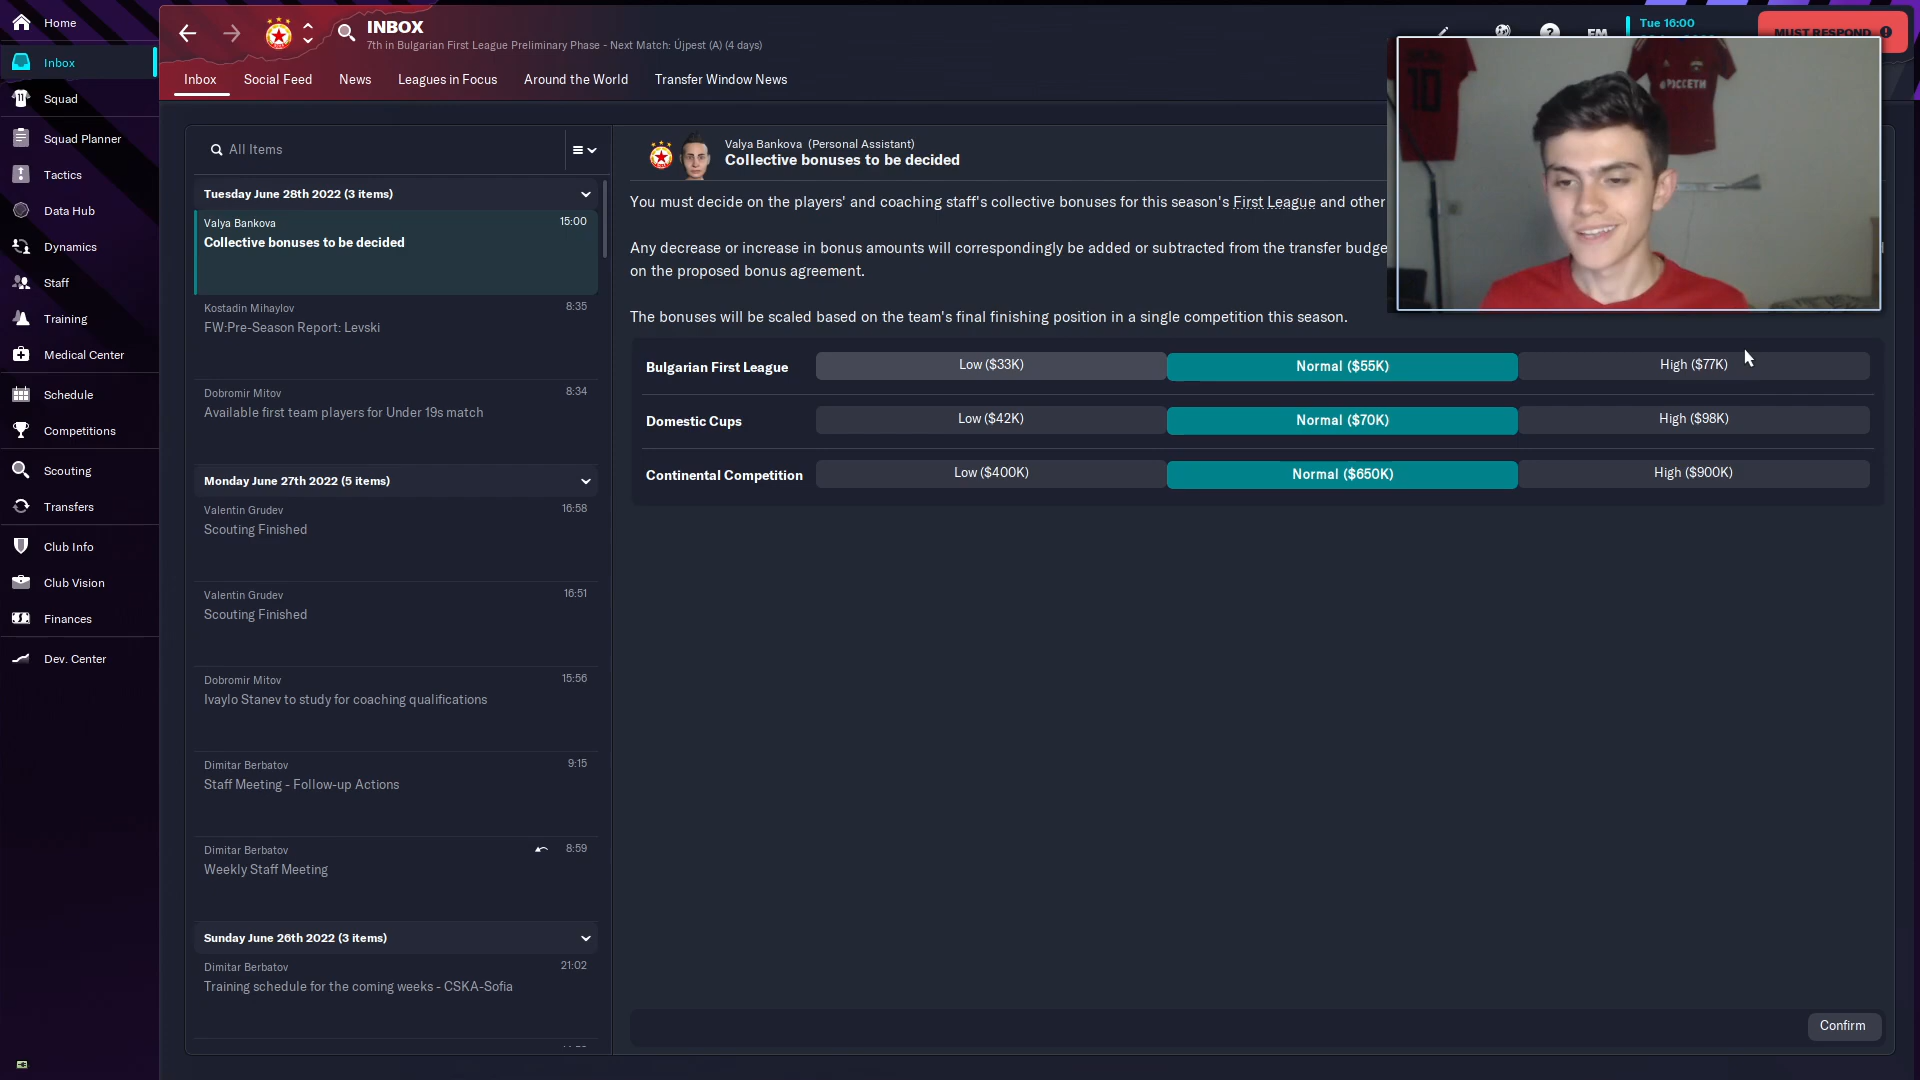 Home
Inbox
Squad
Squad Planner
Tactics
Data Hub
Dynamics
Staff
Training
Medical Center
Schedule
Competitions
Scouting
Transfers
Club Info
Club Vision
Finances
Dev. Center
INBOX
7th in Bulgarian First League Preliminary Phase - Next Match: Újpest (A) (4 days)
FM
Tue 16:00
MUST RESPOND
Inbox
Social Feed
News
Leagues in Focus
Around the World
Transfer Window News
All Items
Tuesday June 28th 2022 (3 items)
Valya Bankova 15:00
Collective bonuses to be decided
Kostadin Mihaylov 8:35
FW:Pre-Season Report: Levski
Dobromir Mitov 8:34
Available first team players for Under 19s match
Monday June 27th 2022 (5 items)
Valentin Grudev 16:58
Scouting Finished
Valentin Grudev 16:51
Scouting Finished
Dobromir Mitov 15:56
Ivaylo Stanev to study for coaching qualifications
Dimitar Berbatov 9:15
Staff Meeting - Follow-up Actions
Dimitar Berbatov 8:59
Weekly Staff Meeting
Sunday June 26th 2022 (3 items)
Dimitar Berbatov 21:02
Training schedule for the coming weeks - CSKA-Sofia
Valya Bankova (Personal Assistant)
Collective bonuses to be decided
You must decide on the players' and coaching staff's collective bonuses for this season's First League and other
Any decrease or increase in bonus amounts will correspondingly be added or subtracted from the transfer budge
on the proposed bonus agreement.
The bonuses will be scaled based on the team's final finishing position in a single competition this season.
Bulgarian First League Low ($33K) Normal ($55K) High ($77K)
Domestic Cups Low ($42K) Normal ($70K) High ($98K)
Continental Competition Low ($400K) Normal ($650K) High ($900K)
Confirm
10
РОССЕТИ